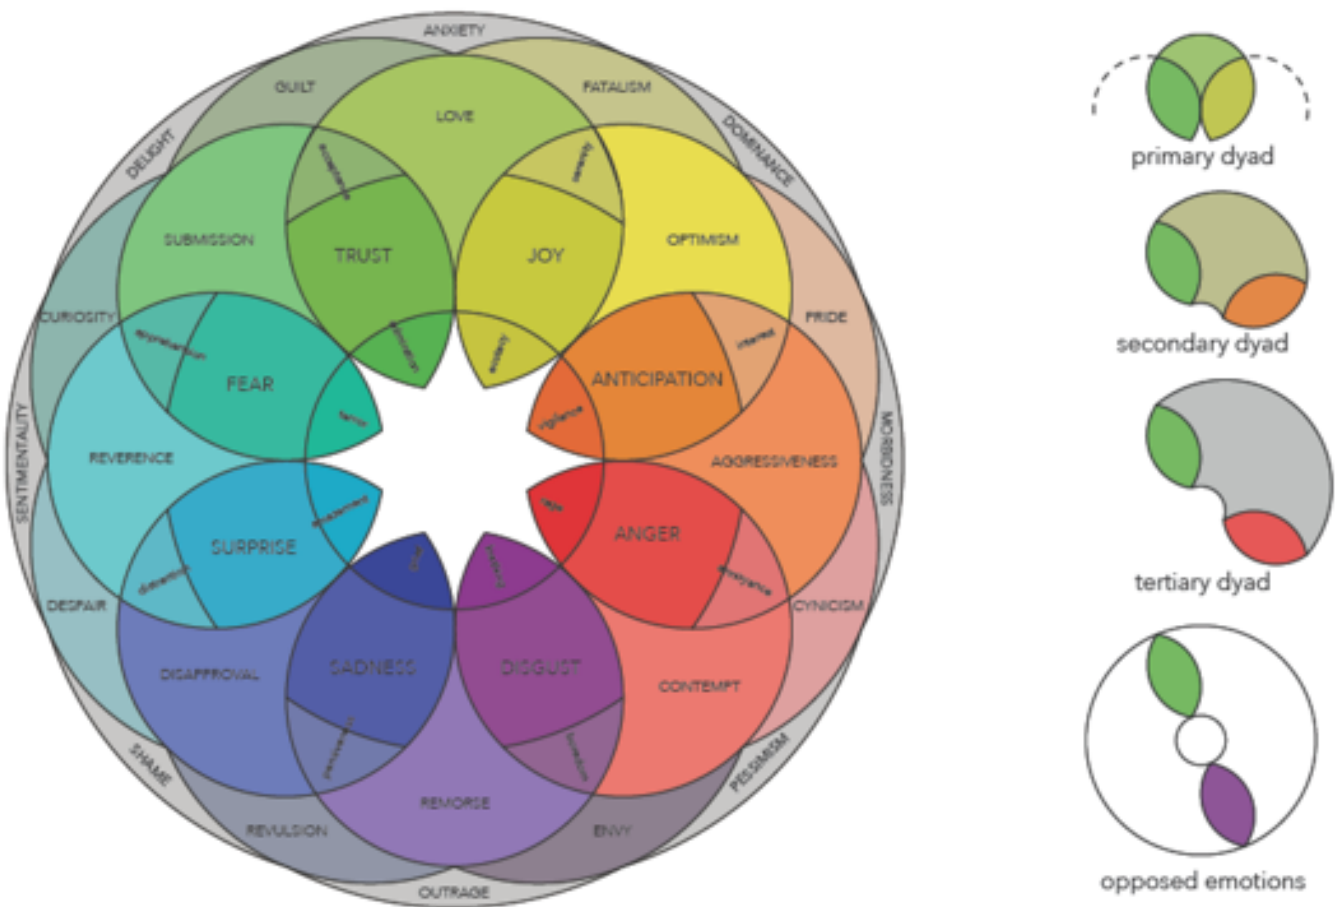 ANXIETY
GUILT
FATALISM
LOVE
DELIGHT
DOMINANCE
acceptance
serenity
SUBMISSION
TRUST
JOY
OPTIMISM
CURIOSITY
PRIDE
apprehension
admiration
ecstasy
interest
FEAR
ANTICIPATION
terror
vigilance
SENTIMENTALITY
REVERENCE
AGGRESSIVENESS
MORBIDNESS
amazement
rage
SURPRISE
ANGER
distraction
grief
loathing
annoyance
DESPAIR
CYNICISM
DISAPPROVAL
SADNESS
DISGUST
CONTEMPT
pensiveness
boredom
SHAME
PESSIMISM
REMORSE
REVULSION
ENVY
OUTRAGE
primary dyad
secondary dyad
tertiary dyad
opposed emotions